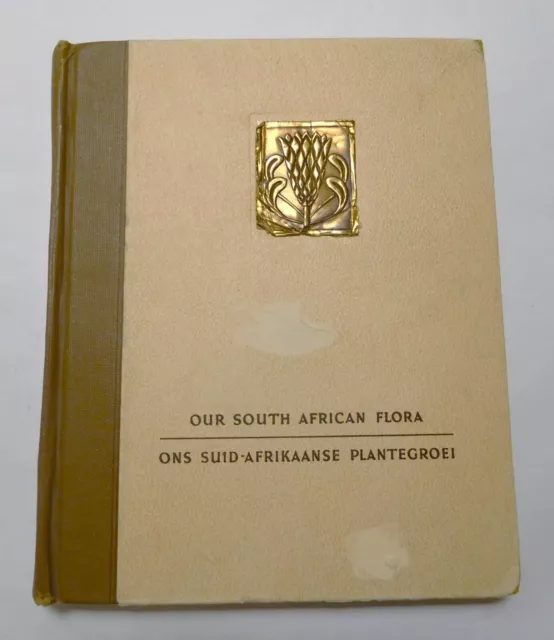 OUR SOUTH AFRICAN FLORA
ONS SUID-AFRIKAANSE PLANTEGROEI